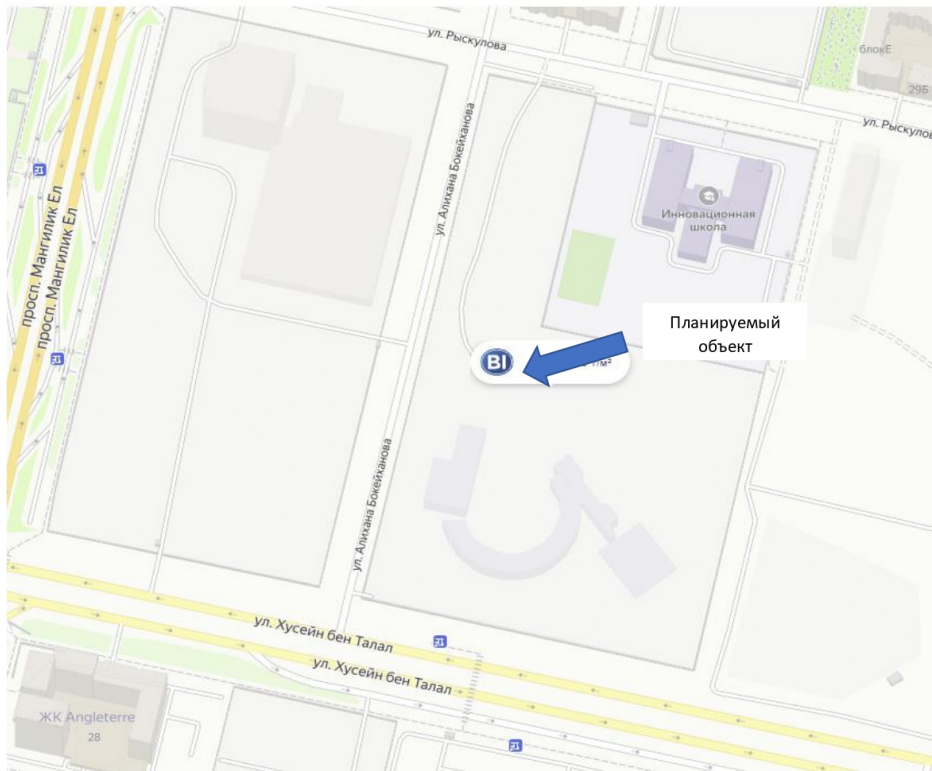 ул. Рыскулова
блокЕ
29Б
ул. Рыскулов
ул. Алихана Бокейханова
просп. Мангилик Ел
просп. Мангилик Ел
Инновационная
школа
Планируемый
объект
BI
/м²
ул. Алихана Бокейханова
ул. Хусейн бен Талал
ул. Хусейн бен Талал
ЖК Angleterre
28